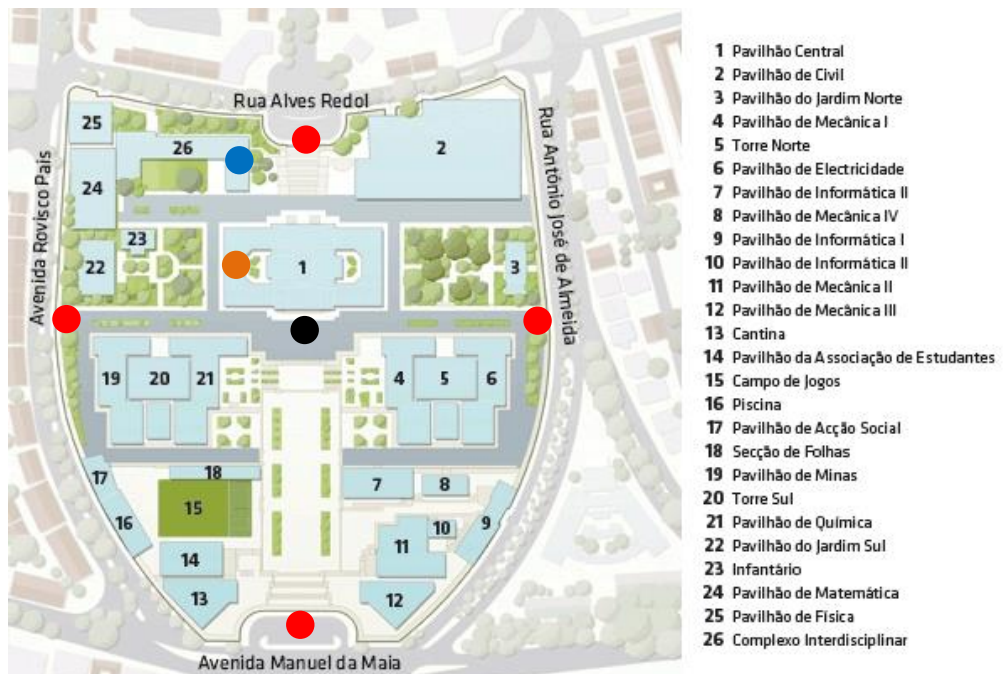 Rua Alves Redol
Avenida Rovisco Pais
Rua António José de Almeida
Avenida Manuel da Maia
25
26
2
24
23
22
1
3
19
20
21
4
5
6
17
18
7
8
15
16
10
9
11
14
13
12
1 Pavilhão Central
2 Pavilhão de Civil
3 Pavilhão do Jardim Norte
4 Pavilhão de Mecânica I
5 Torre Norte
6 Pavilhão de Electricidade
7 Pavilhão de Informática II
8 Pavilhão de Mecânica IV
9 Pavilhão de Informática I
10 Pavilhão de Informática II
11 Pavilhão de Mecânica II
12 Pavilhão de Mecânica III
13 Cantina
14 Pavilhão da Associação de Estudantes
15 Campo de Jogos
16 Piscina
17 Pavilhão de Acção Social
18 Secção de Folhas
19 Pavilhão de Minas
20 Torre Sul
21 Pavilhão de Química
22 Pavilhão do Jardim Sul
23 Infantário
24 Pavilhão de Matemática
25 Pavilhão de Física
26 Complexo Interdisciplinar